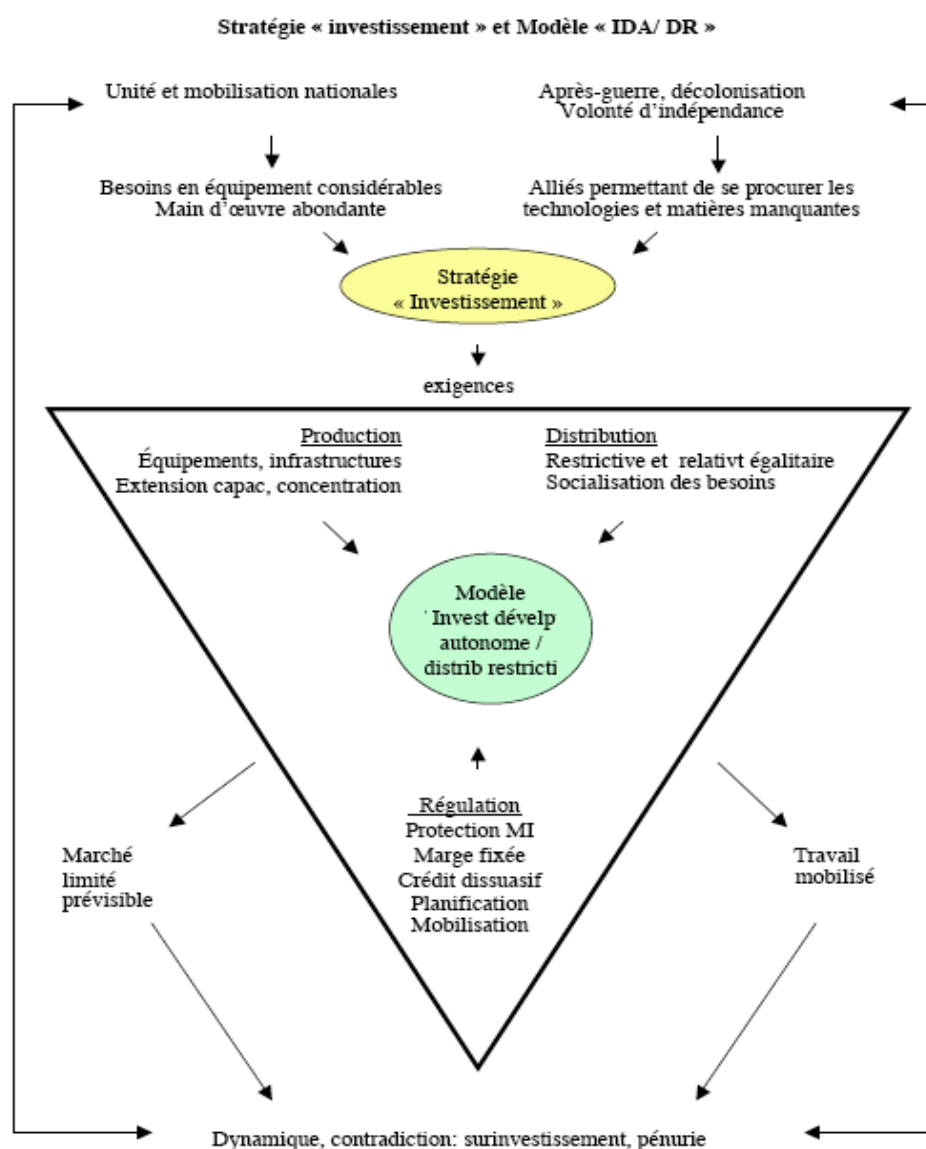 Stratégie « investissement » et Modèle « IDA/ DR »
Unité et mobilisation nationales
Après-guerre, décolonisation
Volonté d’indépendance
Besoins en équipement considérables
Main d’œuvre abondante
Alliés permettant de se procurer les
technologies et matières manquantes
Stratégie
« Investissement »
exigences
Production
Équipements, infrastructures
Extension capac, concentration
Distribution
Restrictive et relativt égalitaire
Socialisation des besoins
Modèle
' Invest dévelp
autonome /
distrib restricti
Régulation
Protection MI
Marge fixée
Crédit dissuasif
Planification
Mobilisation
Marché
limité
prévisible
Travail
mobilisé
Dynamique, contradiction: surinvestissement, pénurie